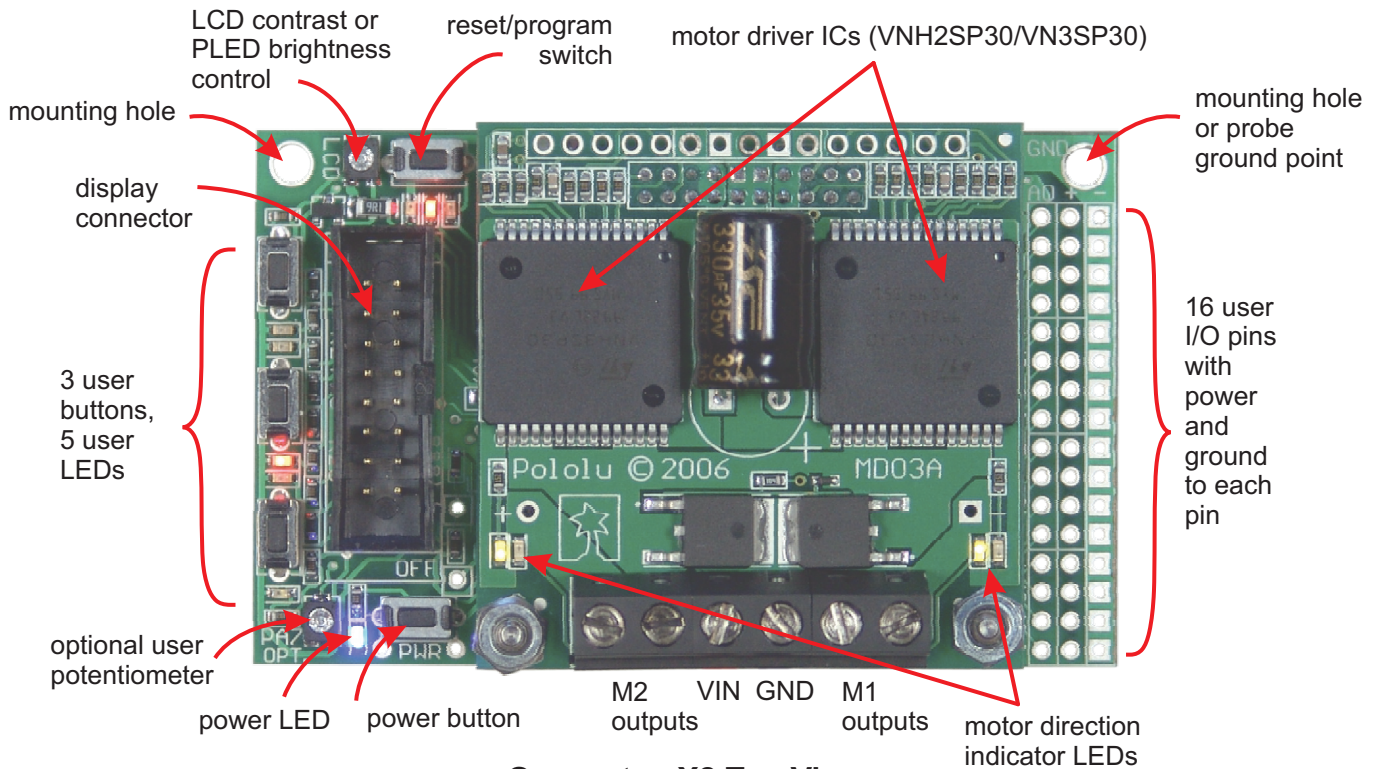 LCD contrast or
PLED brightness
control
reset/program
switch
motor driver ICs (VNH2SP30/VN3SP30)
mounting hole
mounting hole
or probe
ground point
display
connector
3 user
buttons,
5 user
LEDs
16 user
I/O pins
with
power
and
ground
to each
pin
LCD
GND
AD + -
330µF35v
Pololu © 2006
MD03A
+
OFF
PA7
OPT
PWR
optional user
potentiometer
power LED
power button
M2
outputs
VIN
GND
M1
outputs
motor direction
indicator LEDs